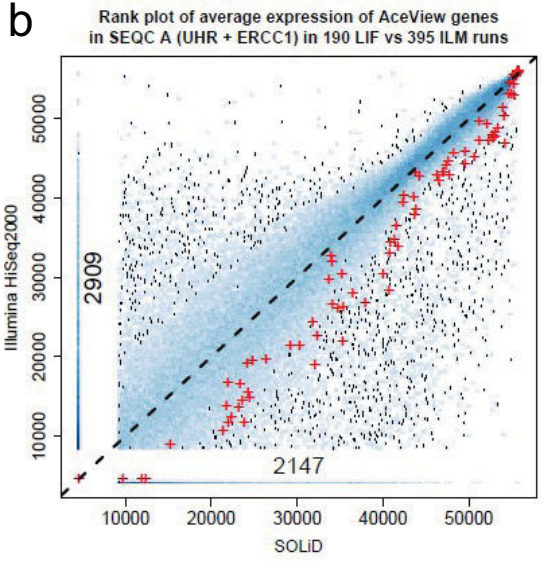 b
Rank plot of average expression of AceView genes
in SEQC A (UHR + ERCC1) in 190 LIF vs 395 ILM runs
Illumina HiSeq2000
50000
40000
30000
20000
10000
2909
2147
10000 20000 30000 40000 50000
SOLiD